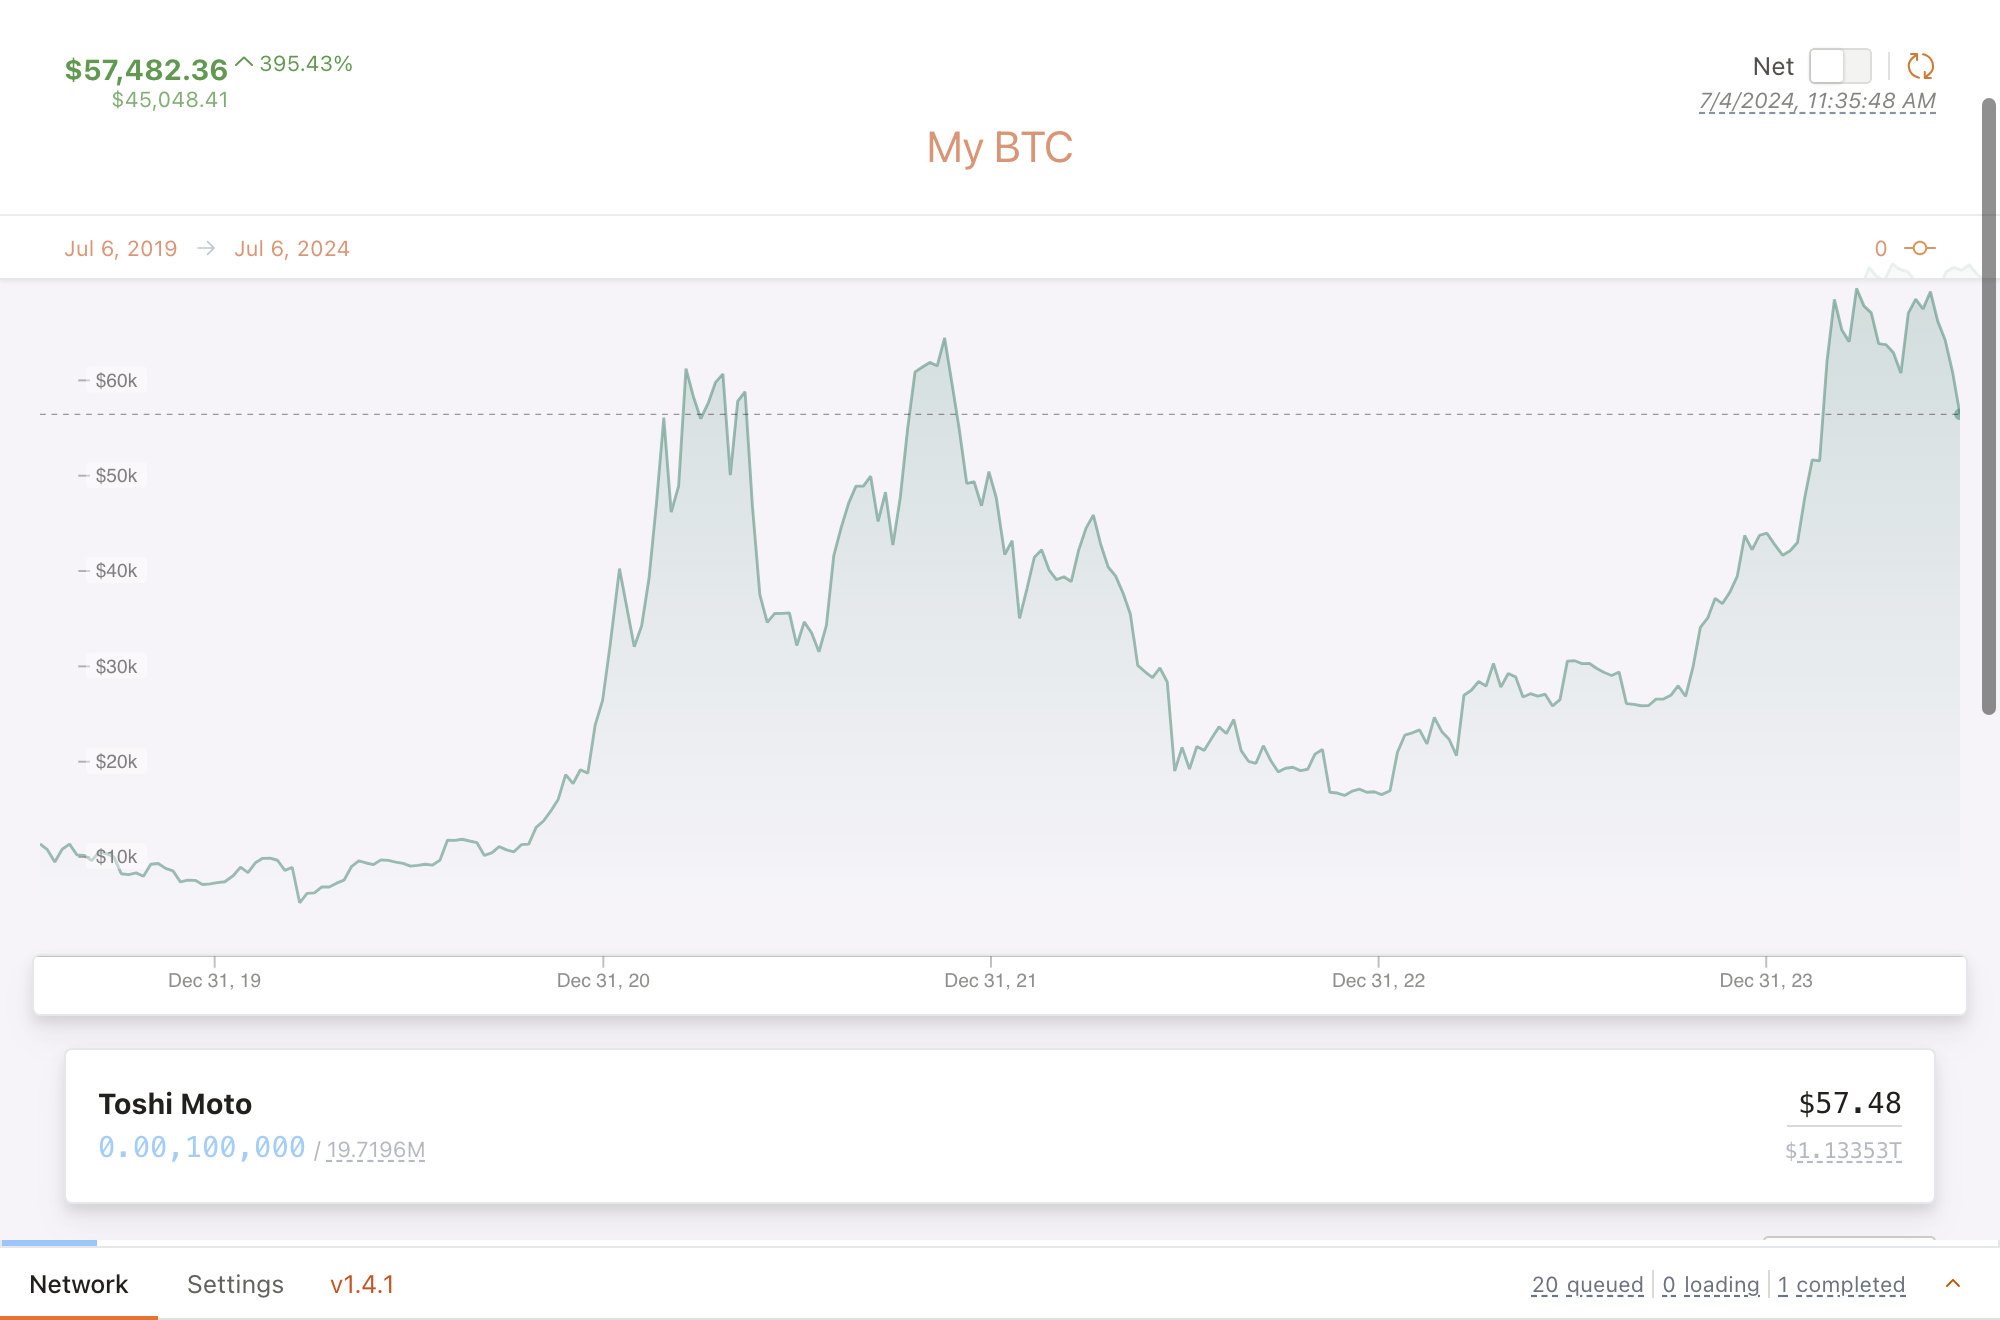 $57,482.36 395.43%
$45,048.41
Net
7/4/2024, 11:35:48 AM
My BTC
Jul 6, 2019 → Jul 6, 2024
0
$60k
$50k
$40k
$30k
$20k
$10k
Dec 31, 19 Dec 31, 20 Dec 31, 21 Dec 31, 22 Dec 31, 23
Toshi Moto
$57.48
0.00,100,000 / 19.7196M
$1.13353T
Network Settings v1.4.1
20 queued 0 loading 1 completed